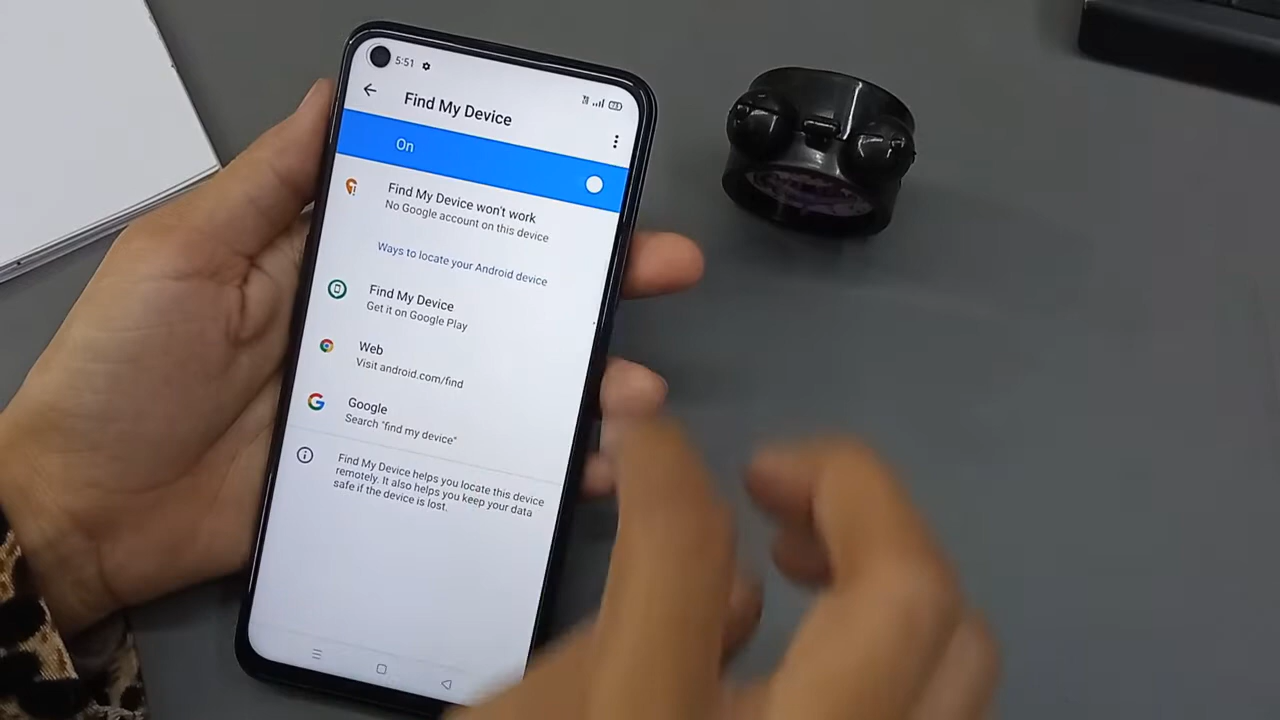 5:51
Find My Device
On
Find My Device won't work
No Google account on this device
Ways to locate your Android device
Find My Device
Get it on Google Play
Web
Visit android.com/find
Google
Search "find my device"
Find My Device helps you locate this device
remotely. It also helps you keep your data
safe if the device is lost.